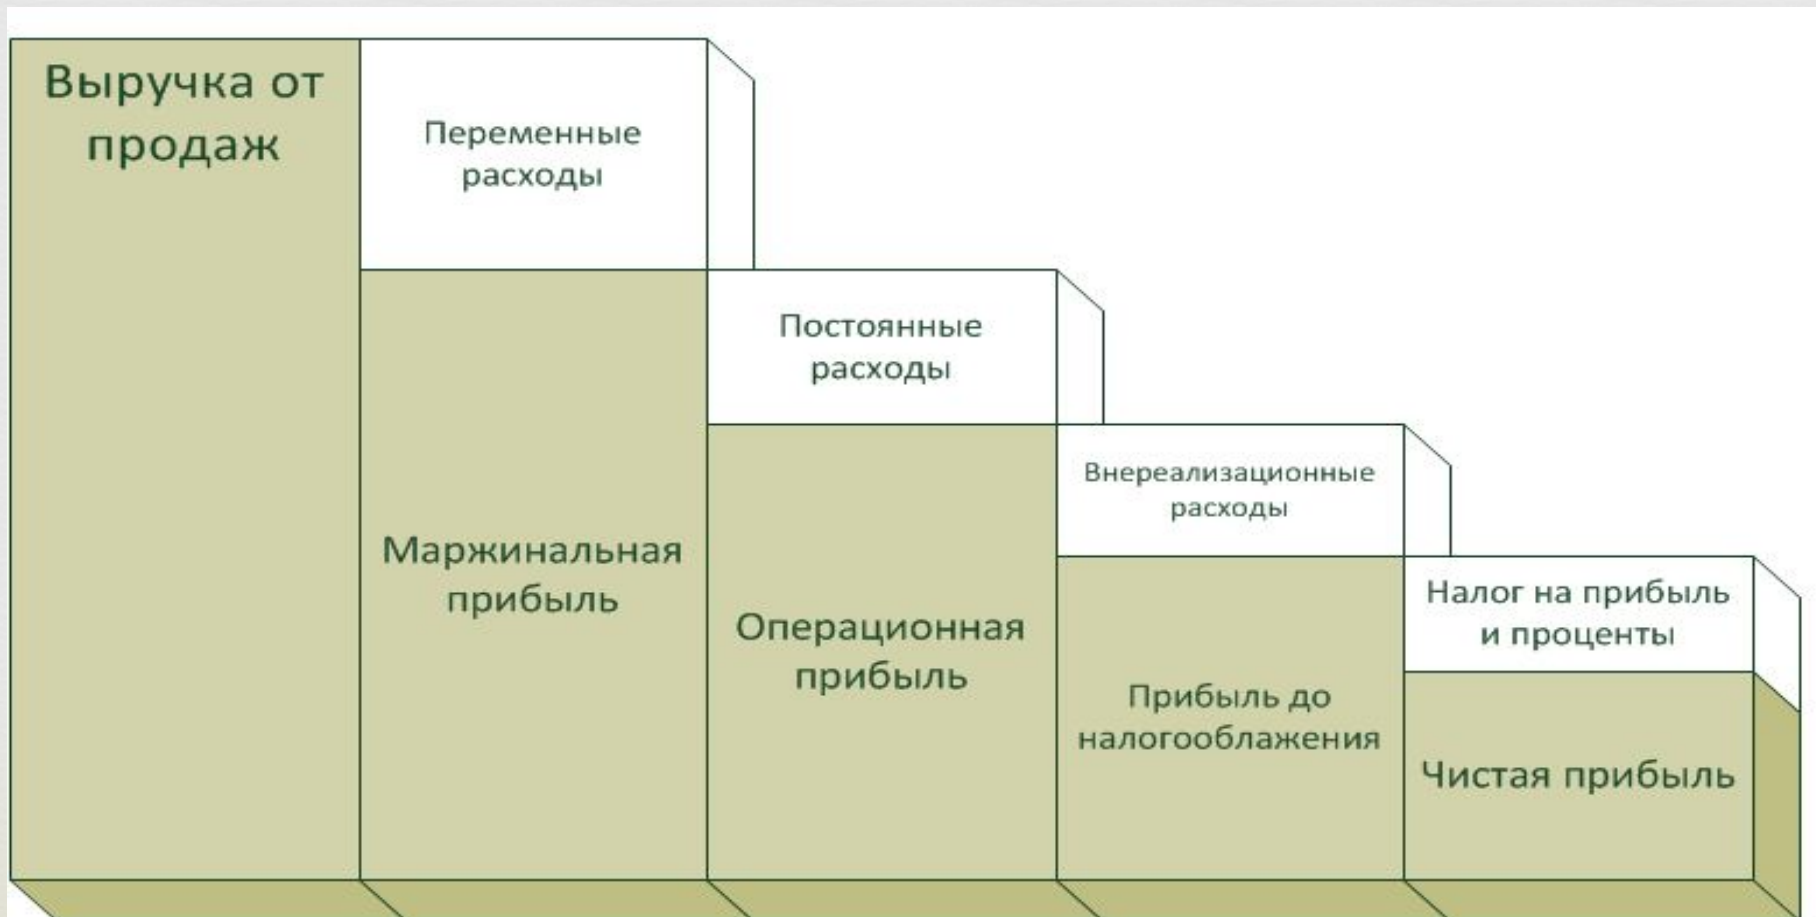 Выручка от
продаж
Переменные
расходы
Маржинальная
прибыль
Постоянные
расходы
Операционная
прибыль
Внереализационные
расходы
Прибыль до
налогооблажения
Налог на прибыль
и проценты
Чистая прибыль